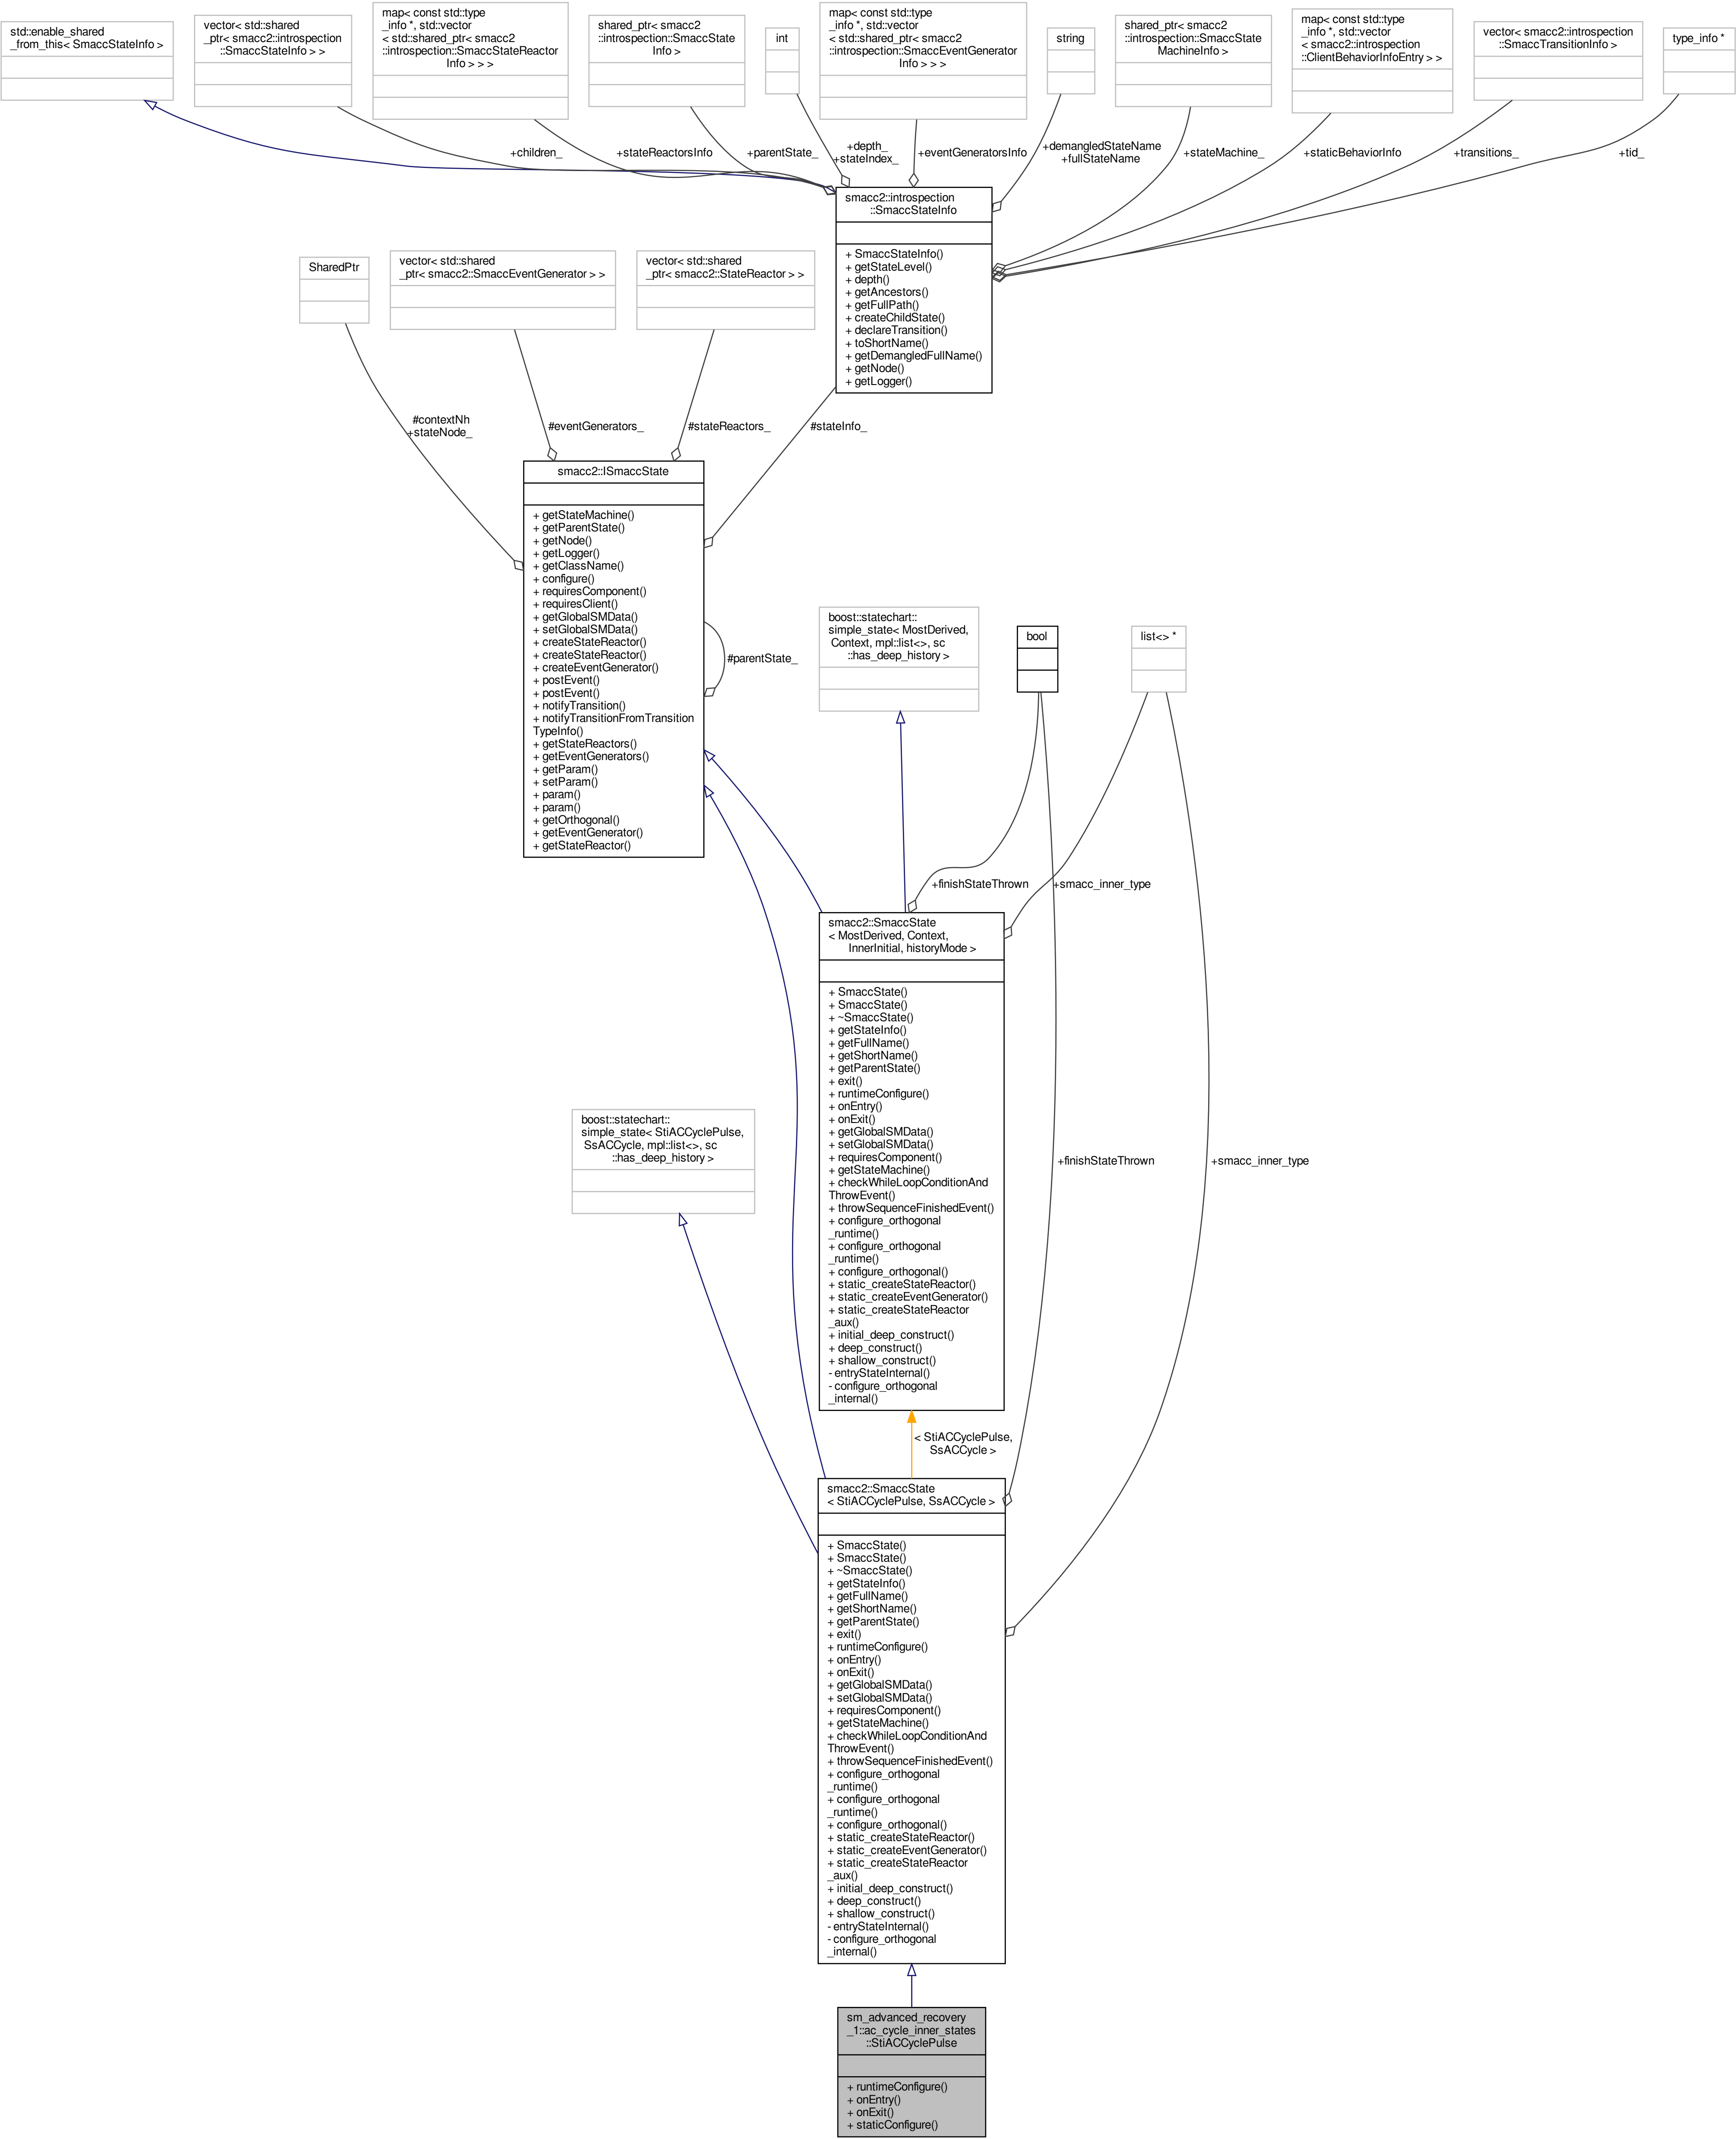 std::enable_shared
_from_this< SmaccStateInfo >
vector< std::shared
_ptr< smacc2::introspection
::SmaccStateInfo > >
map< const std::type
_info *, std::vector
< std::shared_ptr< smacc2
::introspection::SmaccStateReactor
Info > > >
shared_ptr< smacc2
::introspection::SmaccState
Info >
int
map< const std::type
_info *, std::vector
< std::shared_ptr< smacc2
::introspection::SmaccEventGenerator
Info > > >
string
shared_ptr< smacc2
::introspection::SmaccState
MachineInfo >
map< const std::type
_info *, std::vector
< smacc2::introspection
::ClientBehaviorInfoEntry > >
vector< smacc2::introspection
::SmaccTransitionInfo >
type_info *
+children_
+stateReactorsInfo
+parentState_
+depth_
+stateIndex_
+eventGeneratorsInfo
+demangledStateName
+fullStateName
+stateMachine_
+staticBehaviorInfo
+transitions_
+tid_
smacc2::introspection
::SmaccStateInfo
+ SmaccStateInfo()
+ getStateLevel()
+ depth()
+ getAncestors()
+ getFullPath()
+ createChildState()
+ declareTransition()
+ toShortName()
+ getDemangledFullName()
+ getNode()
+ getLogger()
SharedPtr
vector< std::shared
_ptr< smacc2::SmaccEventGenerator > >
vector< std::shared
_ptr< smacc2::StateReactor > >
#contextNh
+stateNode_
#eventGenerators_
#stateReactors_
#stateInfo_
smacc2::ISmaccState
+ getStateMachine()
+ getParentState()
+ getNode()
+ getLogger()
+ getClassName()
+ configure()
+ requiresComponent()
+ requiresClient()
+ getGlobalSMData()
+ setGlobalSMData()
+ createStateReactor()
+ createStateReactor()
+ createEventGenerator()
+ postEvent()
+ postEvent()
+ notifyTransition()
+ notifyTransitionFromTransition
TypeInfo()
+ getStateReactors()
+ getEventGenerators()
+ getParam()
+ setParam()
+ param()
+ param()
+ getOrthogonal()
+ getEventGenerator()
+ getStateReactor()
#parentState_
boost::statechart::
simple_state< MostDerived,
Context, mpl::list<>, sc
::has_deep_history >
bool
list<> *
+finishStateThrown
+smacc_inner_type
smacc2::SmaccState
< MostDerived, Context,
InnerInitial, historyMode >
+ SmaccState()
+ SmaccState()
+ ~SmaccState()
+ getStateInfo()
+ getFullName()
+ getShortName()
+ getParentState()
+ exit()
+ runtimeConfigure()
+ onEntry()
+ onExit()
+ getGlobalSMData()
+ setGlobalSMData()
+ requiresComponent()
+ getStateMachine()
+ checkWhileLoopConditionAnd
ThrowEvent()
+ throwSequenceFinishedEvent()
+ configure_orthogonal
_runtime()
+ configure_orthogonal
_runtime()
+ configure_orthogonal()
+ static_createStateReactor()
+ static_createEventGenerator()
+ static_createStateReactor
_aux()
+ initial_deep_construct()
+ deep_construct()
+ shallow_construct()
- entryStateInternal()
- configure_orthogonal
_internal()
boost::statechart::
simple_state< StiACCyclePulse,
SsACCycle, mpl::list<>, sc
::has_deep_history >
+finishStateThrown
+smacc_inner_type
< StiACCyclePulse,
SsACCycle >
smacc2::SmaccState
< StiACCyclePulse, SsACCycle >
+ SmaccState()
+ SmaccState()
+ ~SmaccState()
+ getStateInfo()
+ getFullName()
+ getShortName()
+ getParentState()
+ exit()
+ runtimeConfigure()
+ onEntry()
+ onExit()
+ getGlobalSMData()
+ setGlobalSMData()
+ requiresComponent()
+ getStateMachine()
+ checkWhileLoopConditionAnd
ThrowEvent()
+ throwSequenceFinishedEvent()
+ configure_orthogonal
_runtime()
+ configure_orthogonal
_runtime()
+ configure_orthogonal()
+ static_createStateReactor()
+ static_createEventGenerator()
+ static_createStateReactor
_aux()
+ initial_deep_construct()
+ deep_construct()
+ shallow_construct()
- entryStateInternal()
- configure_orthogonal
_internal()
sm_advanced_recovery
_1::ac_cycle_inner_states
::StiACCyclePulse
+ runtimeConfigure()
+ onEntry()
+ onExit()
+ staticConfigure()